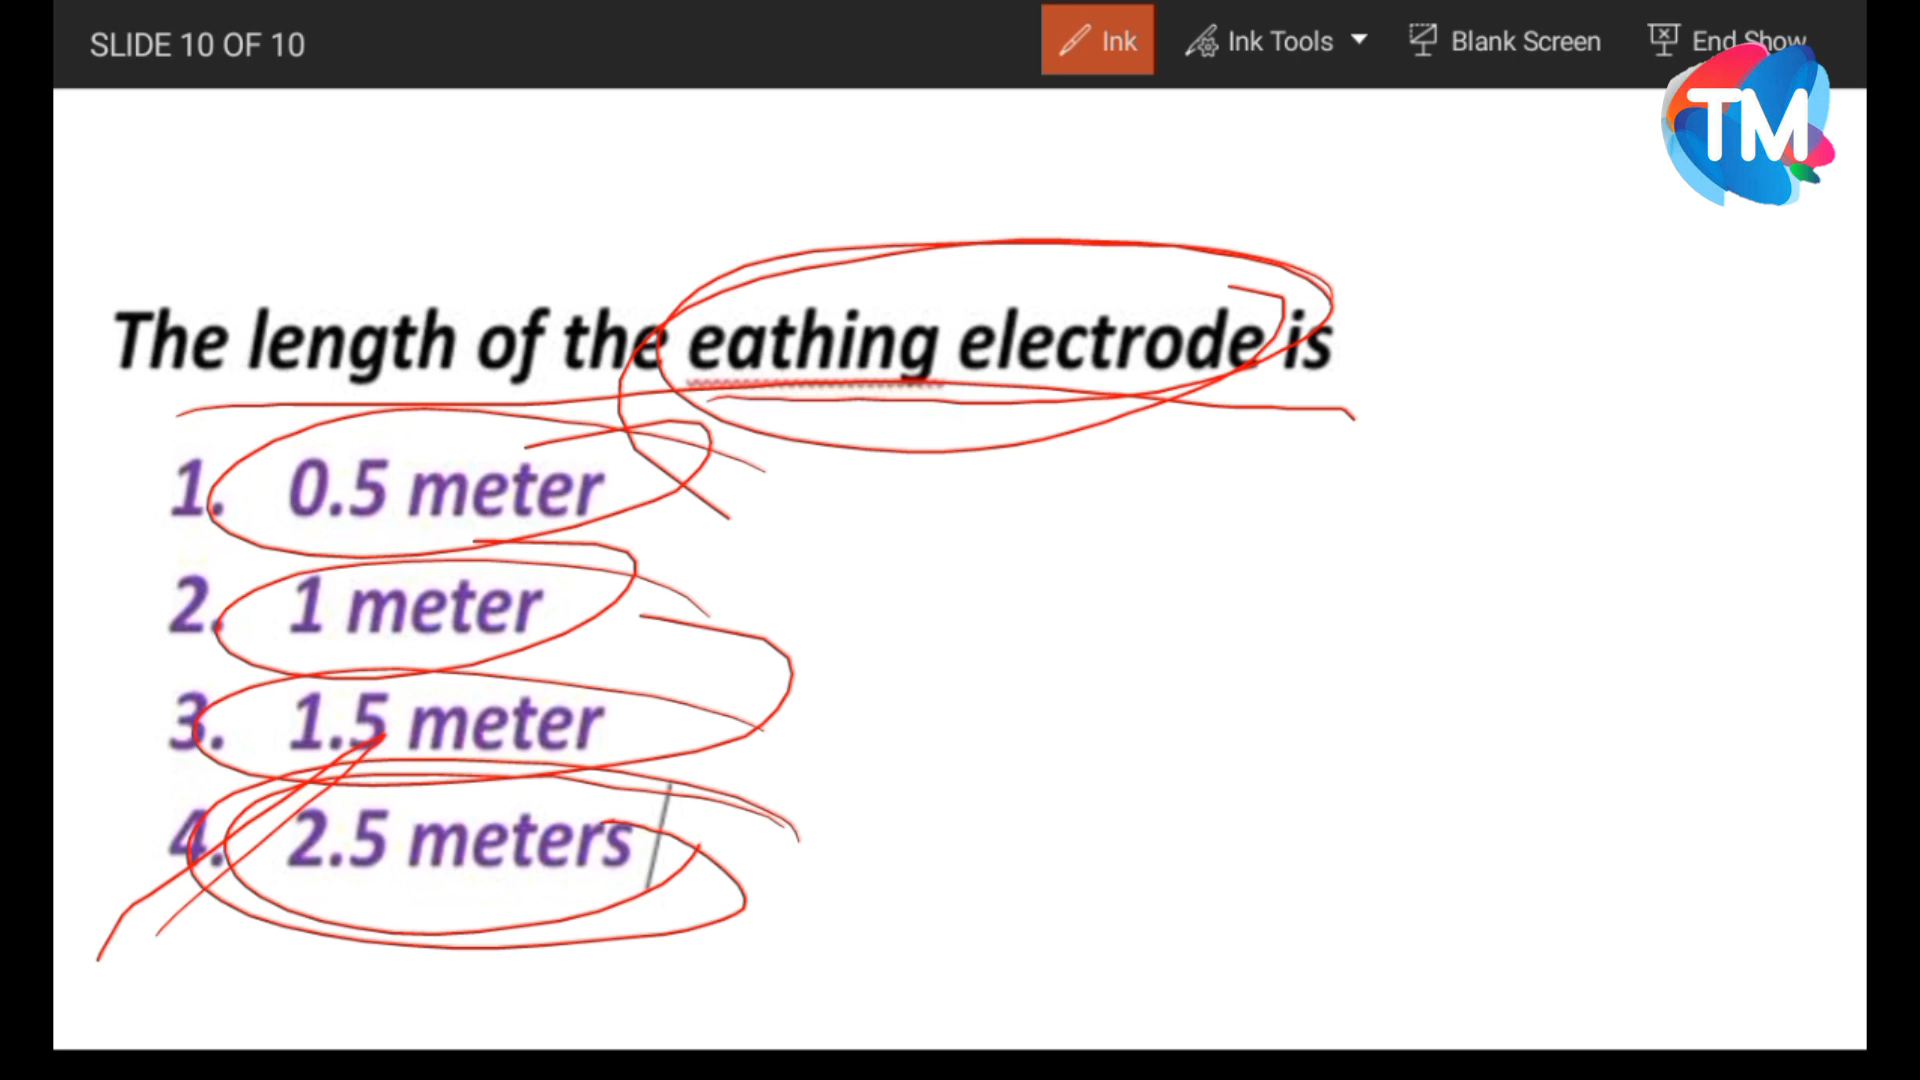 SLIDE 10 OF 10 Ink Ink Tools Blank Screen End Show
TM
The length of the eathing electrode is
1. 0.5 meter
2. 1 meter
3. 1.5 meter
4. 2.5 meters